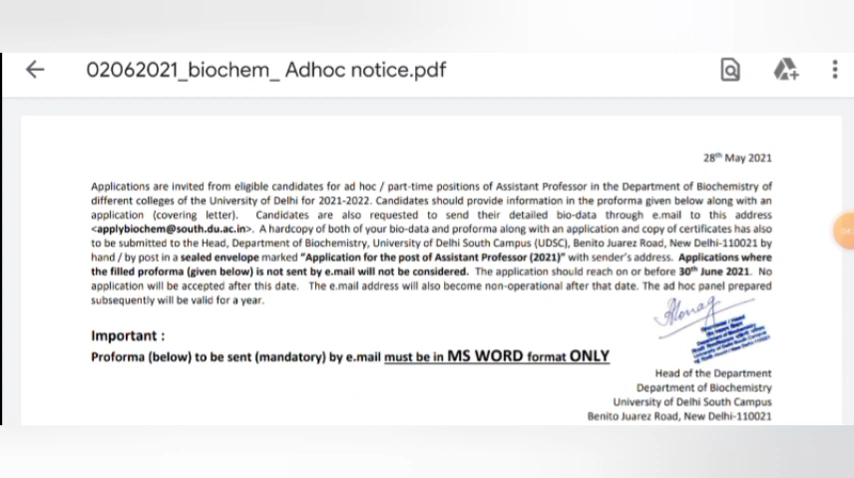 02062021_biochem_ Adhoc notice.pdf
28th May 2021
Applications are invited from eligible candidates for ad hoc / part-time positions of Assistant Professor in the Department of Biochemistry of
different colleges of the University of Delhi for 2021-2022. Candidates should provide information in the proforma given below along with an
application (covering letter). Candidates are also requested to send their detailed bio-data through e.mail to this address
<applybiochem@south.du.ac.in>. A hardcopy of both of your bio-data and proforma along with an application and copy of certificates has also
to be submitted to the Head, Department of Biochemistry, University of Delhi South Campus (UDSC), Benito Juarez Road, New Delhi-110021 by
hand / by post in a sealed envelope marked "Application for the post of Assistant Professor (2021)" with sender's address. Applications where
the filled proforma (given below) is not sent by e.mail will not be considered. The application should reach on or before 30th June 2021. No
application will be accepted after this date. The e.mail address will also become non-operational after that date. The ad hoc panel prepared
subsequently will be valid for a year.
Important :
Proforma (below) to be sent (mandatory) by e.mail must be in MS WORD format ONLY
Head of the Department
Department of Biochemistry
University of Delhi South Campus
Benito Juarez Road, New Delhi-110021